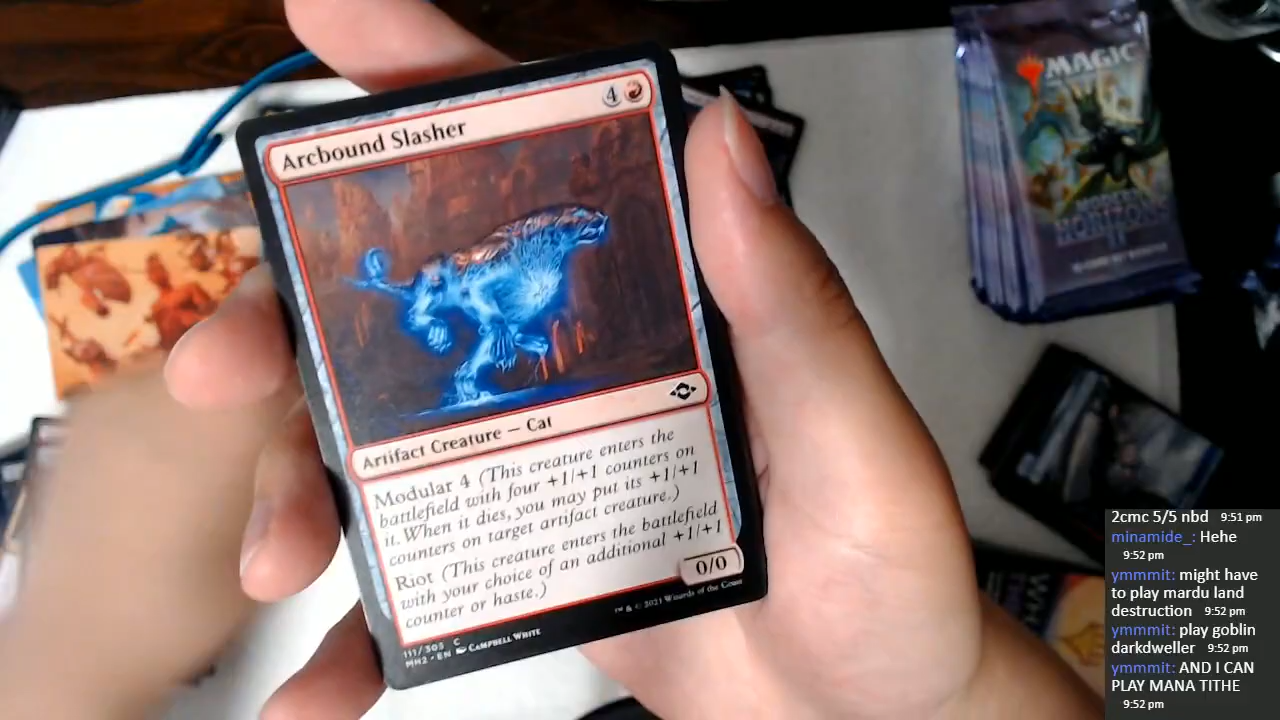 Arcbound Slasher
4
Artifact Creature — Cat
Modular 4 (This creature enters the
battlefield with four +1/+1 counters on
it. When it dies, you may put its +1/+1
counters on target artifact creature.)
Riot (This creature enters the battlefield
with your choice of an additional +1/+1
counter or haste.)
0/0
111/303 C
MH2 • EN CAMPBELL WHITE
™ & © 2021 Wizards of the Coast
MAGIC
HORIZONS
2cmc 5/5 nbd 9:51 pm
minamide_: Hehe
9:52 pm
ymmmit: might have
to play mardu land
destruction 9:52 pm
ymmmit: play goblin
darkdweller 9:52 pm
ymmmit: AND I CAN
PLAY MANA TITHE
9:52 pm